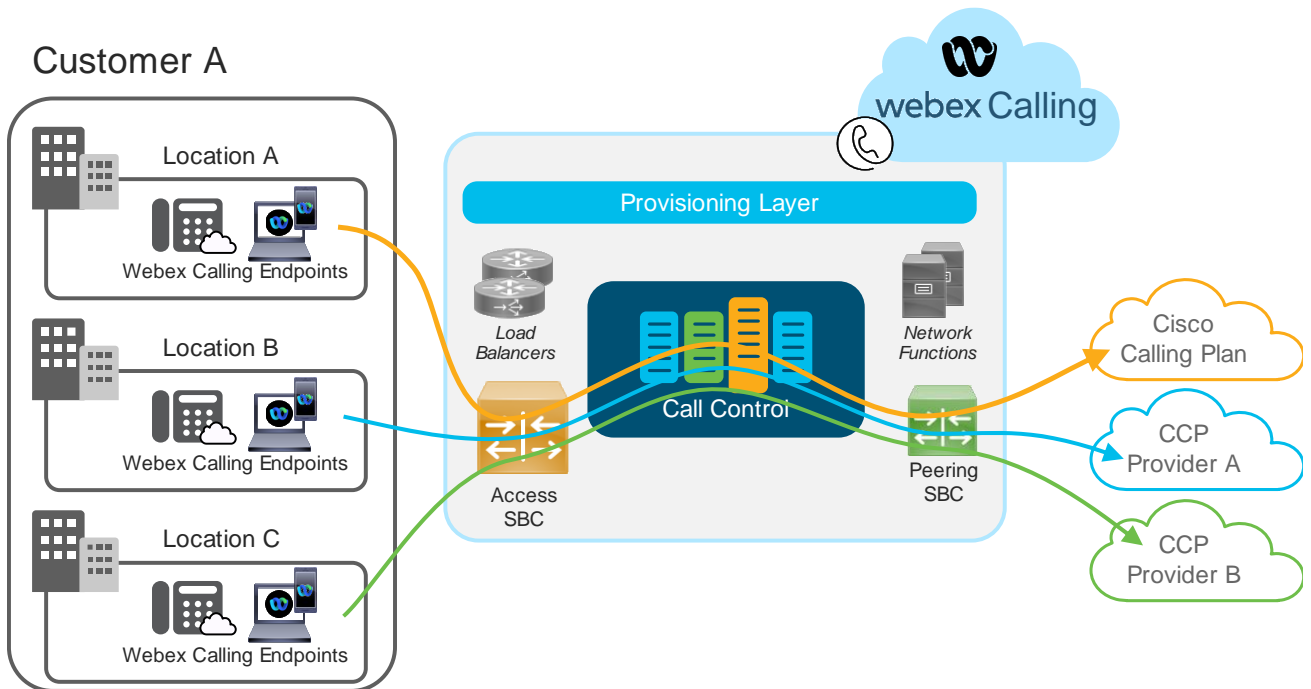 Customer A
webex Calling
Location A
Webex Calling Endpoints
Location B
Webex Calling Endpoints
Location C
Webex Calling Endpoints
Provisioning Layer
Load
Balancers
Network
Functions
Call Control
Access
SBC
Peering
SBC
Cisco
Calling Plan
CCP
Provider A
CCP
Provider B